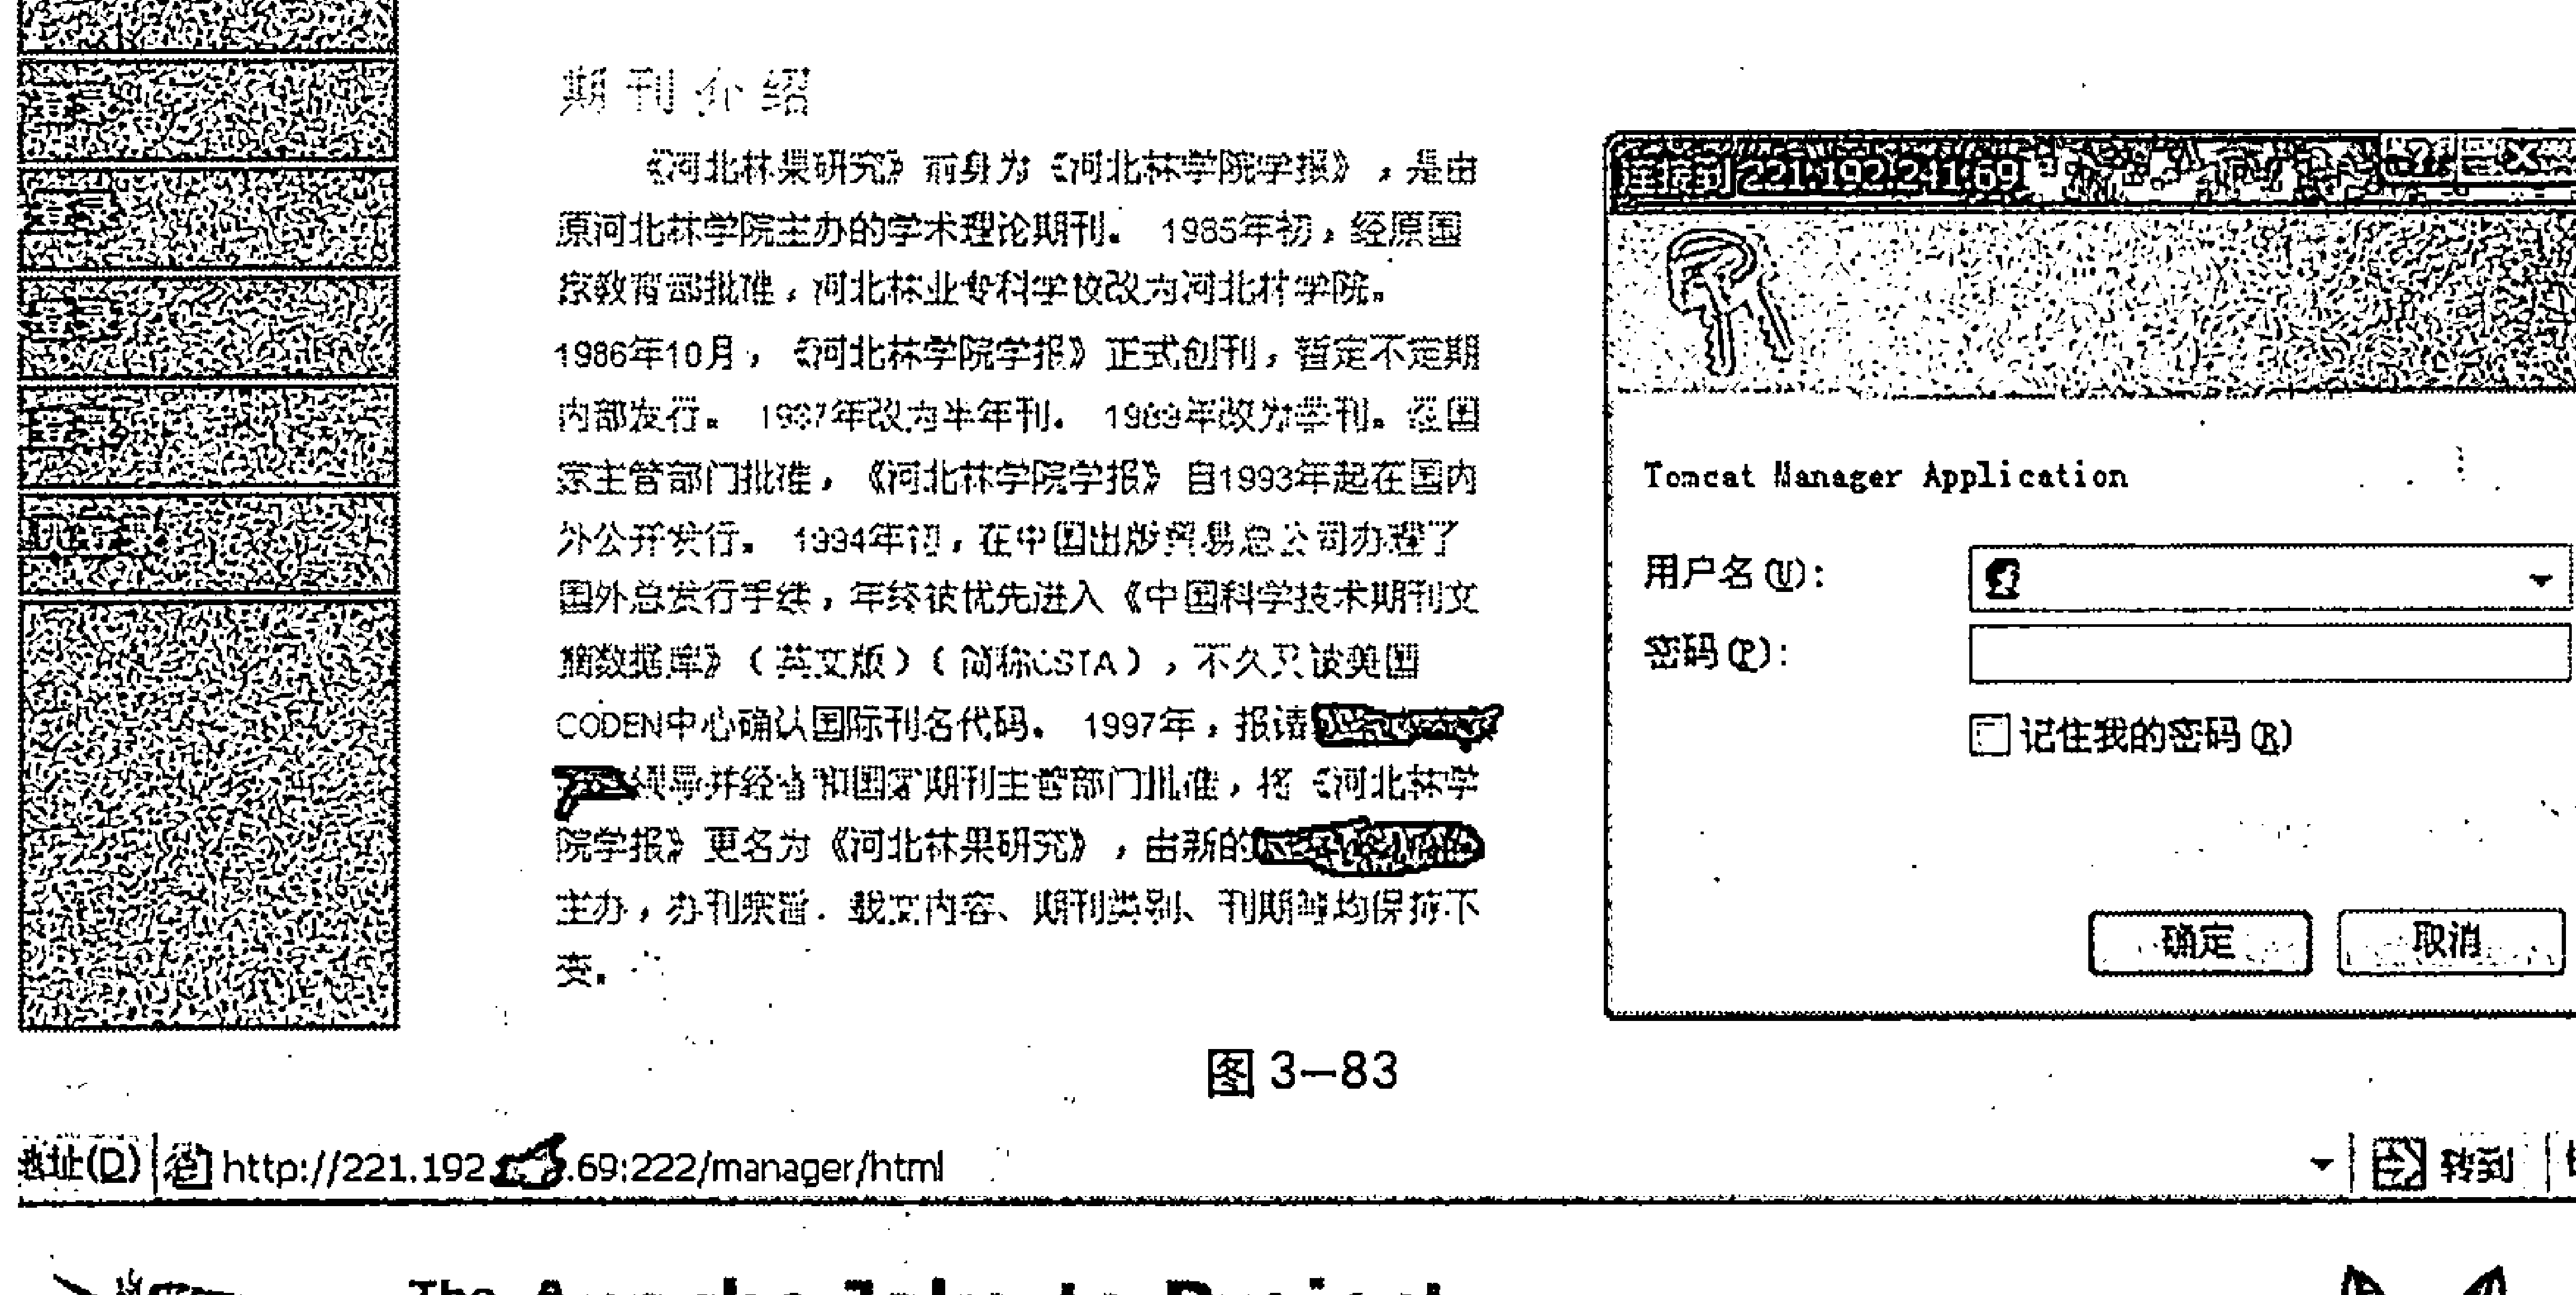 期刊介绍
《河北林果研究》前身为《河北林学院学报》，是由
原河北林学院主办的学术理论期刊。 1985年初，经原国
家教育部批准，河北林业专科学校改为河北林学院。
1986年10月，《河北林学院学报》正式创刊，暂定不定期
内部发行。 1987年改为半年刊。 1989年改为季刊。经国
家主管部门批准，《河北林学院学报》自1993年起在国内
外公开发行。 1994年初，在中国出版贸易总公司办理了
国外总发行手续，年终被优先进入《中国科学技术期刊文
摘数据库》（英文版）（简称CSTA），不久又被美国
CODEN中心确认国际刊名代码。 1997年，报请
领导并经省和国家期刊主管部门批准，将《河北林学
院学报》更名为《河北林果研究》，由新的
主办，办刊宗旨、载文内容、期刊类别、刊期等均保持不
变。
连接到 221.192.241.69
Tomcat Manager Application
用户名(U)：
密码(P)：
记住我的密码(R)
确定 取消
图 3—83
地址(D) http://221.192. .69:222/manager/html 转到
The Apache Jakarta Project